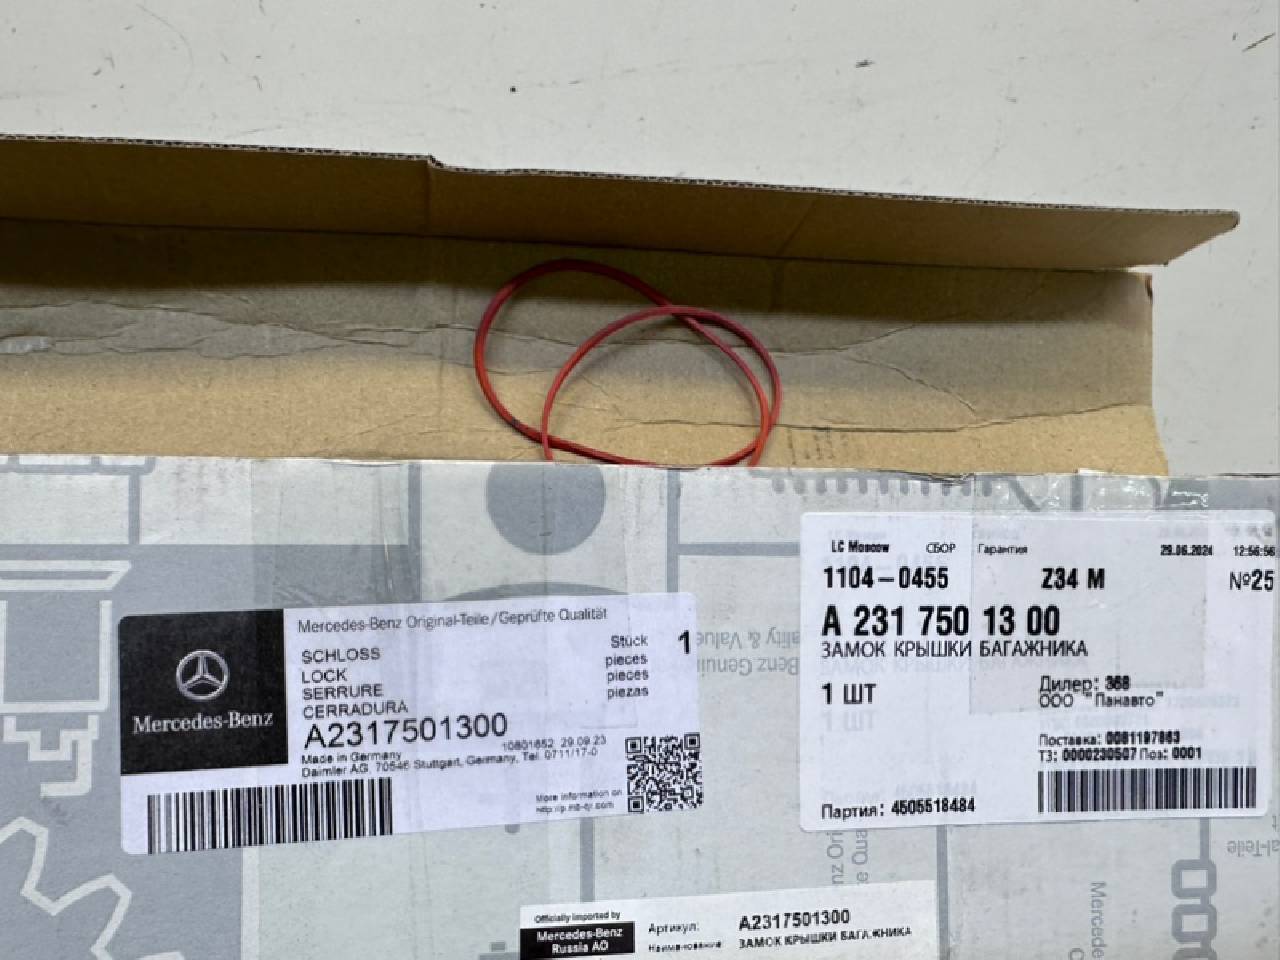 Mercedes-Benz Original-Teile/Geprüfte Qualität
SCHLOSS
LOCK
SERRURE
CERRADURA
Stück
pieces
pieces
piezas
1
A2317501300
10801652 29.09.23
Made in Germany
Daimler AG, 70546 Stuttgart, Germany, Tel. 0711/17-0
More information on
Mercedes-Benz
LC Moscow СБОР Гарантия 29.06.2024 12:56:56
1104-0455 Z34 M №25
A 231 750 13 00
ЗАМОК КРЫШКИ БАГАЖНИКА
1 ШТ
Дилер: 368
ООО "Панавто"
Поставка: 0081197863
ТЗ: 0000230507 Поз: 0001
Партия: 4505518484
Officially imported by
Mercedes-Benz
Russia AO
Артикул: A2317501300
Наименование: ЗАМОК КРЫШКИ БАГАЖНИКА